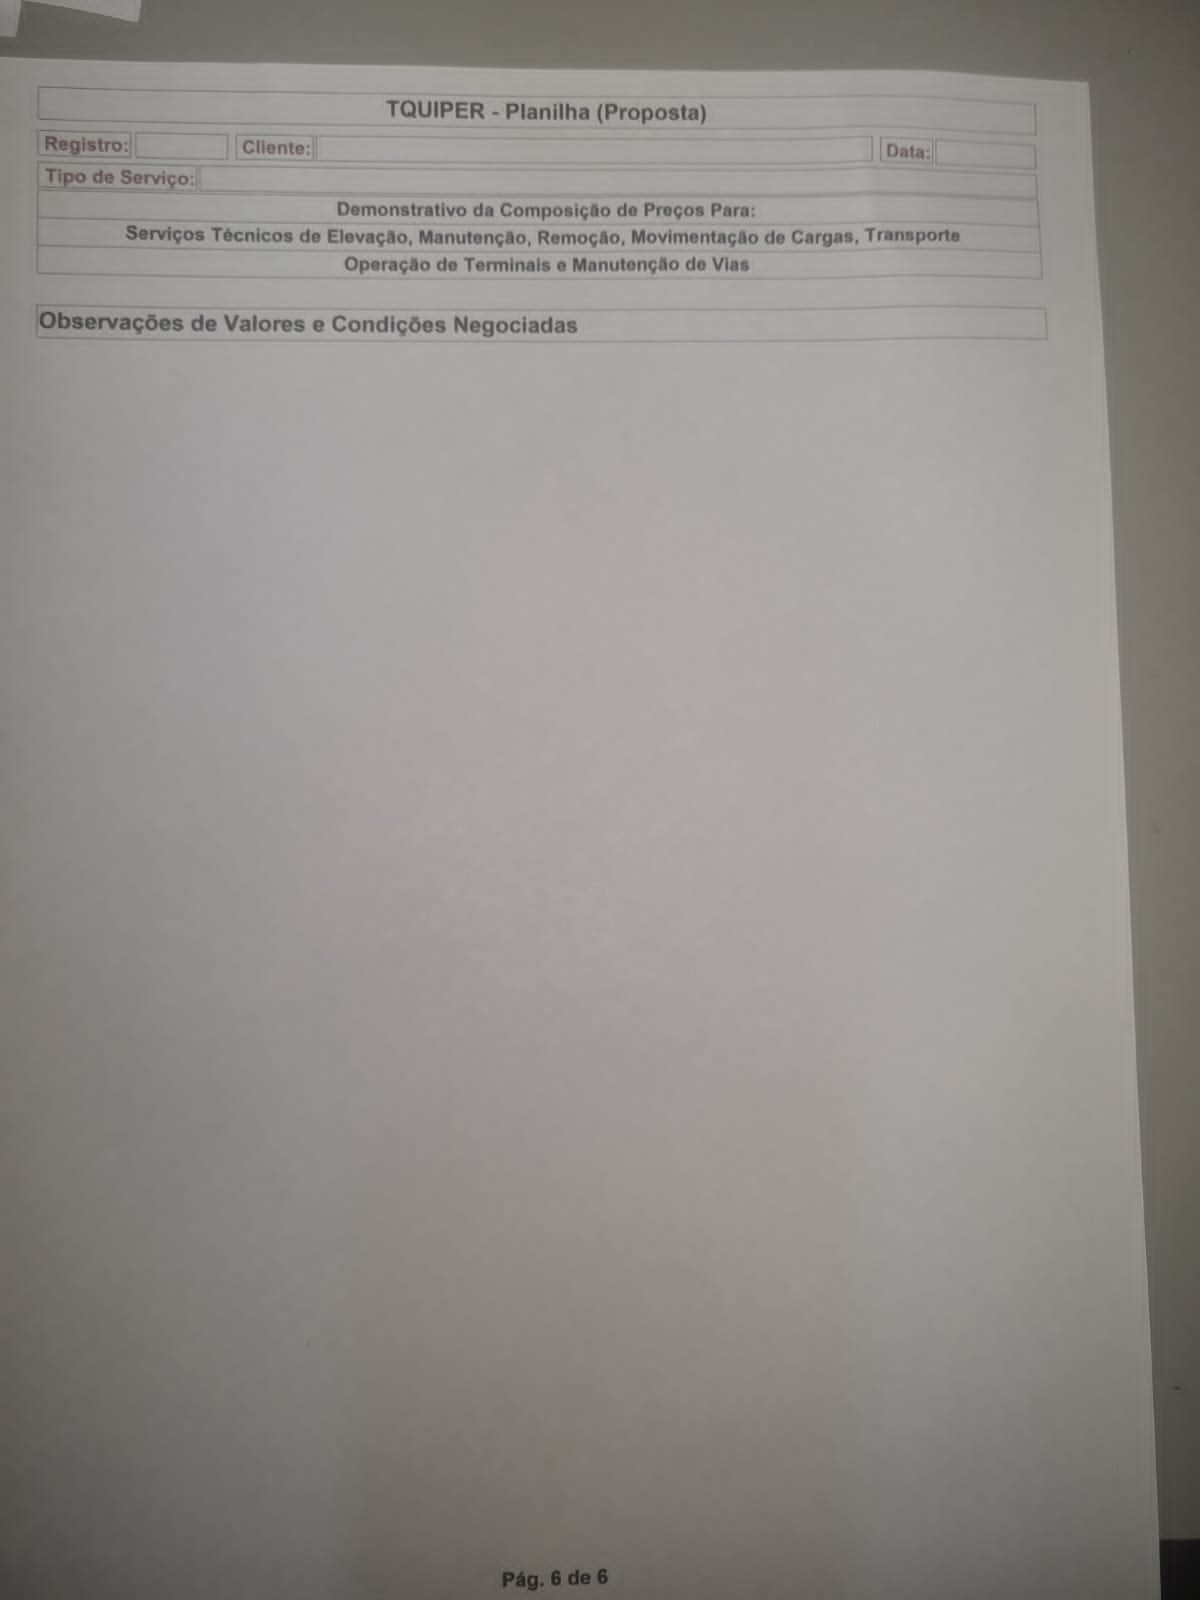 TQUIPER - Planilha (Proposta)
Registro: Cliente: Data:
Tipo de Serviço:
Demonstrativo da Composição de Preços Para:
Serviços Técnicos de Elevação, Manutenção, Remoção, Movimentação de Cargas, Transporte
Operação de Terminais e Manutenção de Vias
Observações de Valores e Condições Negociadas
Pág. 6 de 6